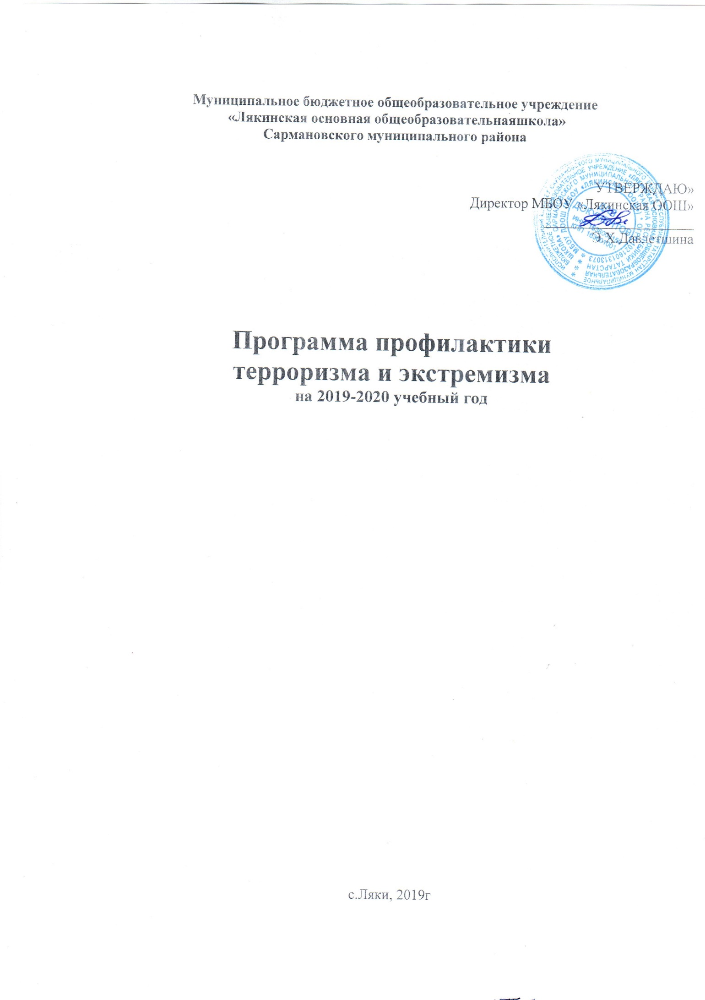 Муниципальное бюджетное общеобразовательное учреждение
«Лякинская основная общеобразовательнаяшкола»
Сармановского муниципального района
УТВЕРЖДАЮ»
Директор МБОУ «Лякинская ООШ»
Э.Х.Давлетшина
Программа профилактики
терроризма и экстремизма
на 2019-2020 учебный год
с.Ляки, 2019г